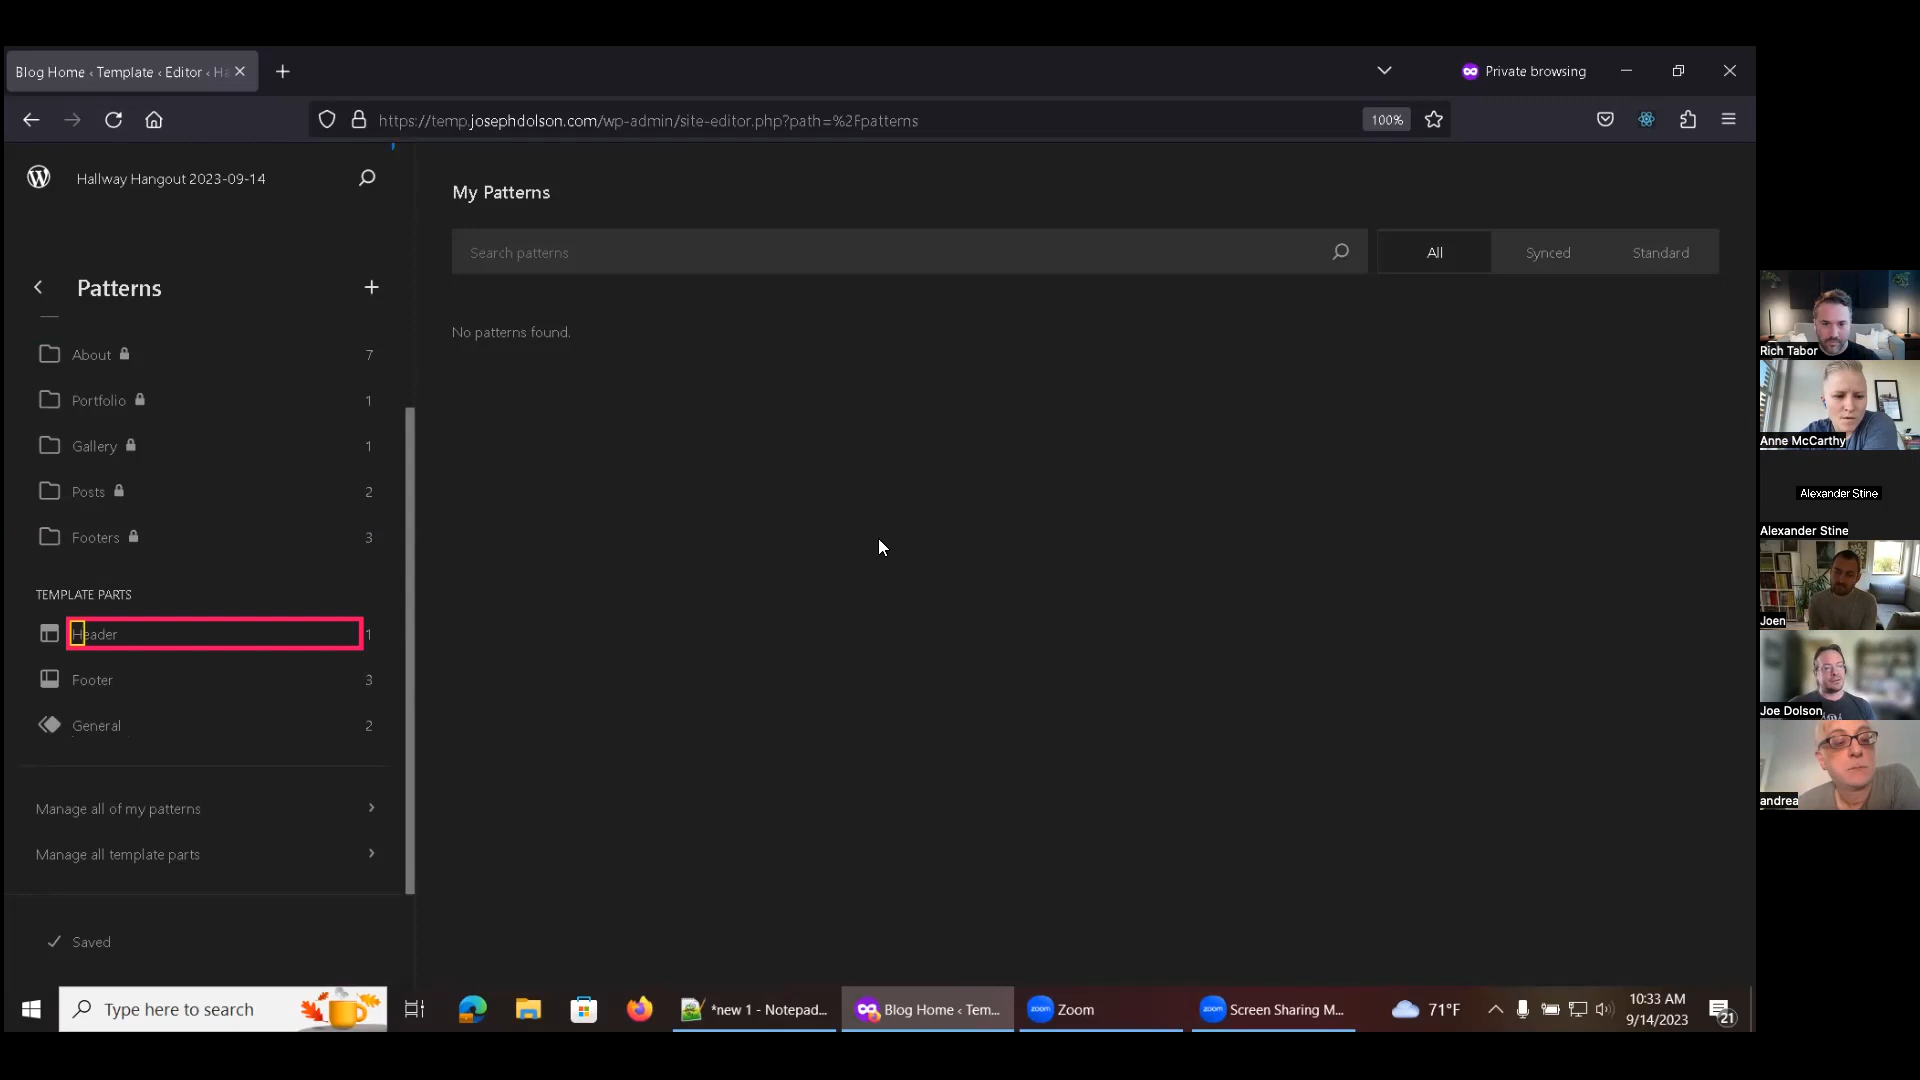 Blog Home ‹ Template ‹ Editor ‹ Ha
Private browsing
https://temp.josephdolson.com/wp-admin/site-editor.php?path=%2Fpatterns
100%
Hallway Hangout 2023-09-14
Patterns
About 7
Portfolio 1
Gallery 1
Posts 2
Footers 3
TEMPLATE PARTS
Header 1
Footer 3
General 2
Manage all of my patterns
Manage all template parts
Saved
My Patterns
Search patterns
All
Synced
Standard
No patterns found.
Rich Tabor
Anne McCarthy
Alexander Stine
Alexander Stine
Joen
Joe Dolson
andrea
Type here to search
*new 1 - Notepad...
Blog Home ‹ Tem...
zoom
Zoom
zoom
Screen Sharing M...
71°F
10:33 AM
9/14/2023
21